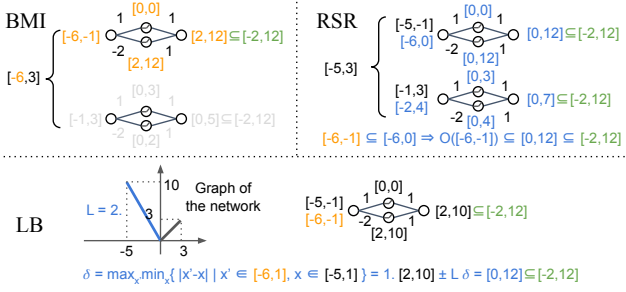 BMI
[0,0]
1 1
[-6,-1] [2,12]⊆[-2,12]
-2 1
[2,12]
[-6,3]
[0,3]
1 1
[-1,3] [0,5]⊆[-2,12]
-2 1
[0,2]
RSR
[0,0]
[-5,-1] 1 1
[-6,0] [0,12]⊆[-2,12]
-2 1
[0,12]
[-5,3]
[0,3]
[-1,3] 1 1
[-2,4] [0,7]⊆[-2,12]
-2 1
[0,4]
[-6,-1] ⊆ [-6,0] ⇒ O([-6,-1]) ⊆ [0,12] ⊆ [-2,12]
LB
10
Graph of
the network
L = 2.
3
-5 3
[0,0]
[-5,-1] 1 1
[-6,-1] [2,10]⊆[-2,12]
-2 1
[2,10]
δ = maxₓ.minₓ{ |x'-x| | x' ∈ [-6,1], x ∈ [-5,1] } = 1. [2,10] ± L δ = [0,12]⊆[-2,12]